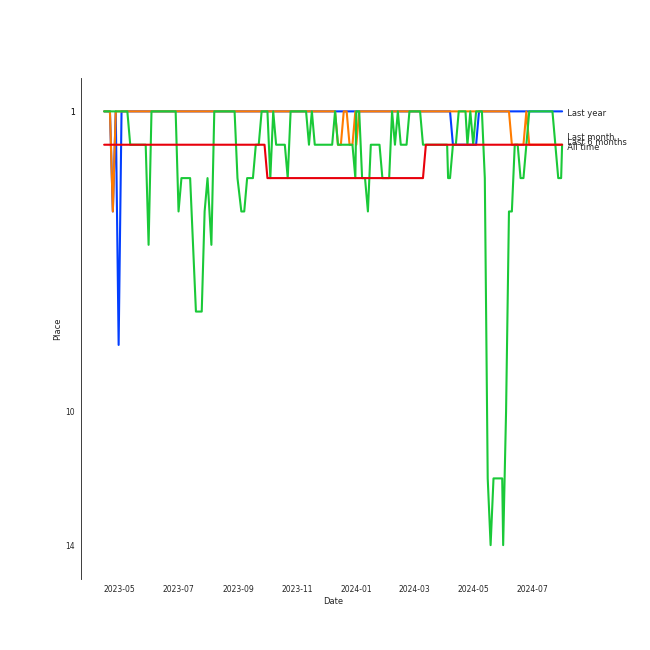 1
Last year
Last month
Last 6 months
All time
Place
10
14
2023-05
2023-07
2023-09
2023-11
2024-01
2024-03
2024-05
2024-07
Date